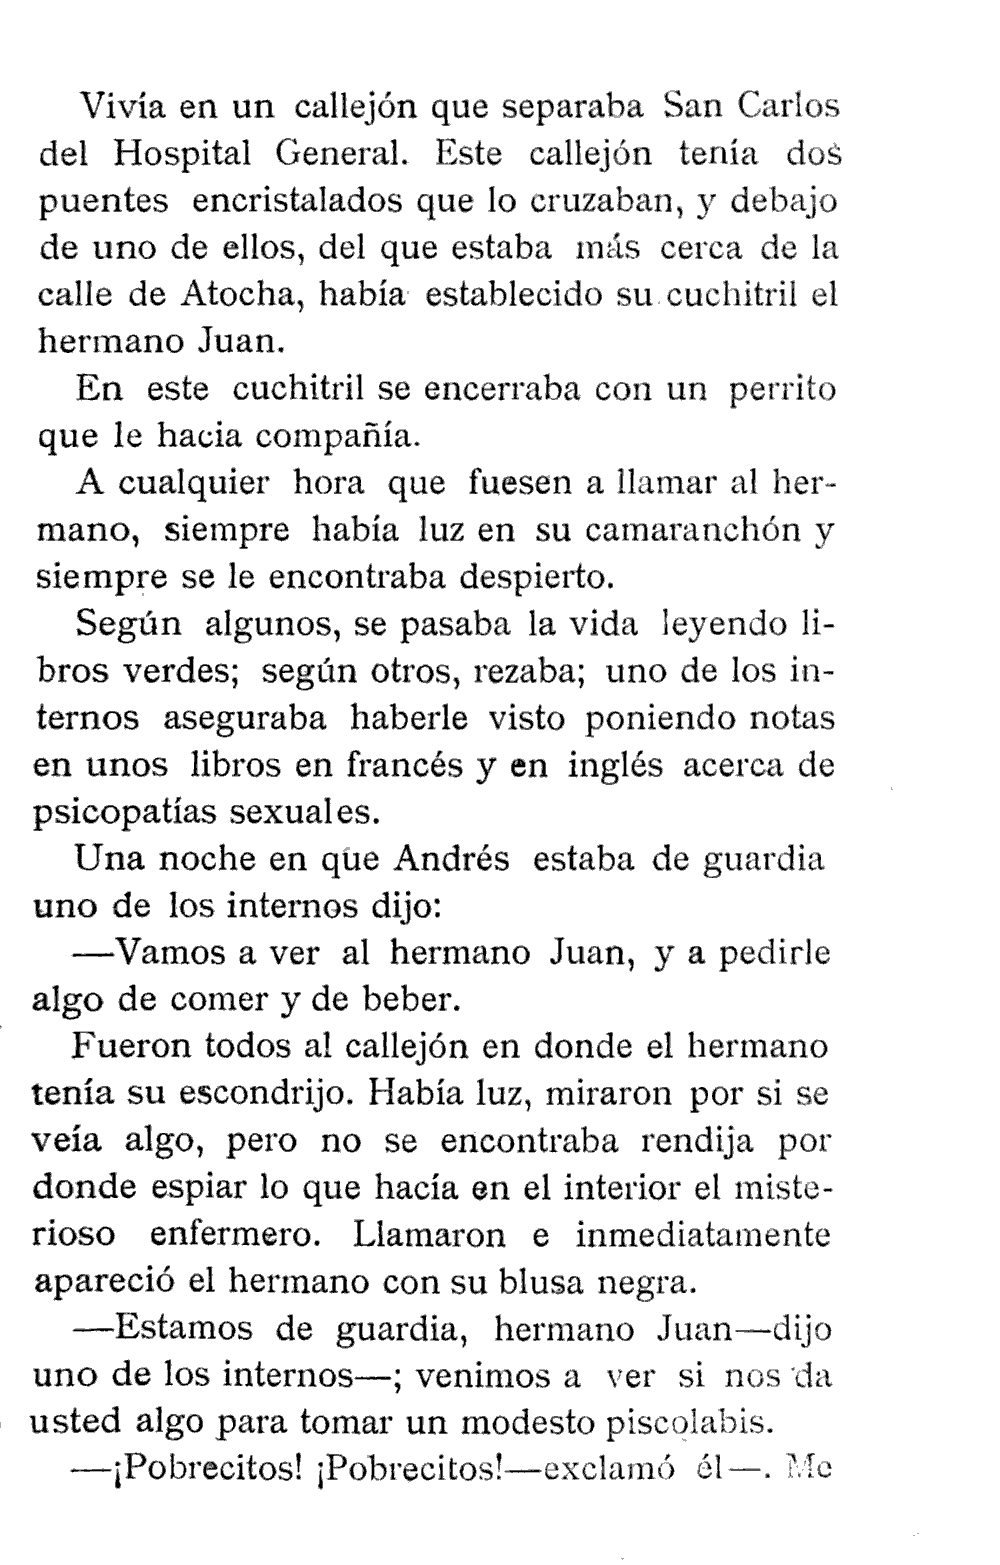 Vivía en un callejón que separaba San Carlos
del Hospital General. Este callejón tenía dos
puentes encristalados que lo cruzaban, y debajo
de uno de ellos, del que estaba más cerca de la
calle de Atocha, había establecido su cuchitril el
hermano Juan.
En este cuchitril se encerraba con un perrito
que le hacia compañía.
A cualquier hora que fuesen a llamar al her-
mano, siempre había luz en su camaranchón y
siempre se le encontraba despierto.
Según algunos, se pasaba la vida leyendo li-
bros verdes; según otros, rezaba; uno de los in-
ternos aseguraba haberle visto poniendo notas
en unos libros en francés y en inglés acerca de
psicopatías sexuales.
Una noche en que Andrés estaba de guardia
uno de los internos dijo:
—Vamos a ver al hermano Juan, y a pedirle
algo de comer y de beber.
Fueron todos al callejón en donde el hermano
tenía su escondrijo. Había luz, miraron por si se
veía algo, pero no se encontraba rendija por
donde espiar lo que hacía en el interior el miste-
rioso enfermero. Llamaron e inmediatamente
apareció el hermano con su blusa negra.
—Estamos de guardia, hermano Juan—dijo
uno de los internos—; venimos a ver si nos da
usted algo para tomar un modesto piscolabis.
—¡Pobrecitos! ¡Pobrecitos!—exclamó él—. Me